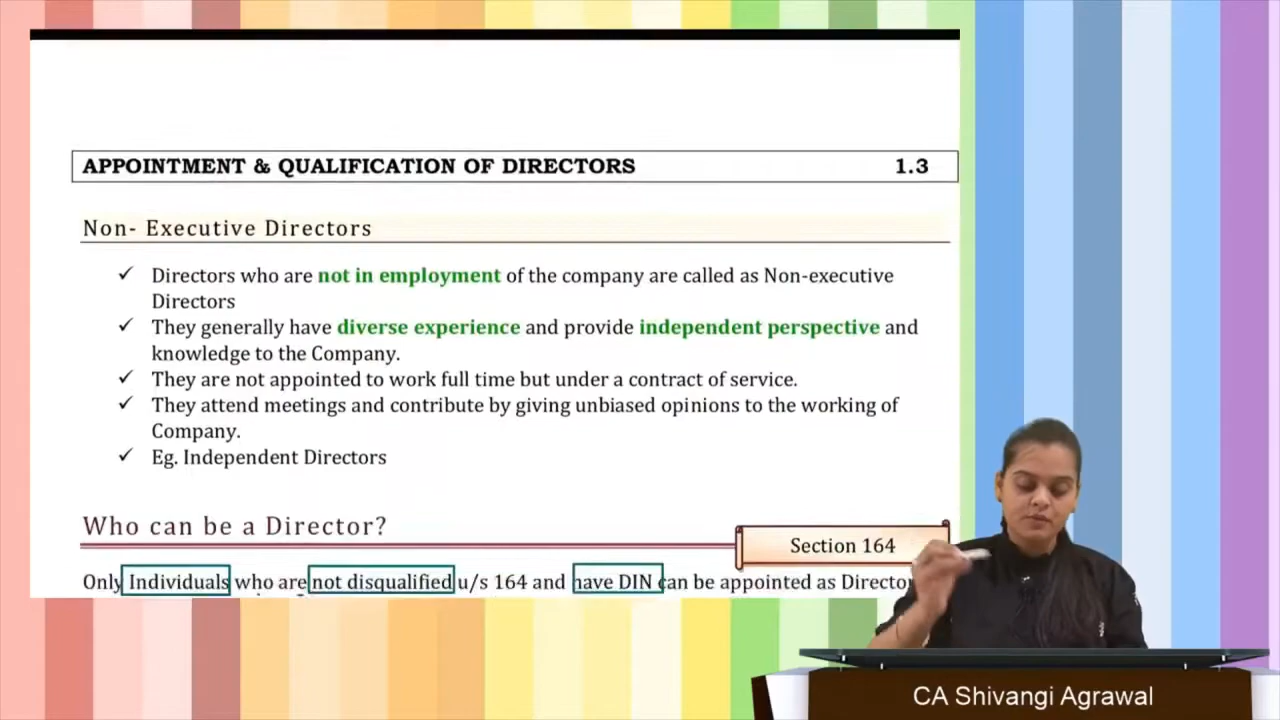 APPOINTMENT & QUALIFICATION OF DIRECTORS 1.3
Non- Executive Directors
✓ Directors who are not in employment of the company are called as Non-executive
Directors
✓ They generally have diverse experience and provide independent perspective and
knowledge to the Company.
✓ They are not appointed to work full time but under a contract of service.
✓ They attend meetings and contribute by giving unbiased opinions to the working of
Company.
✓ Eg. Independent Directors
Who can be a Director?
Section 164
Only Individuals who are not disqualified u/s 164 and have DIN can be appointed as Director
CA Shivangi Agrawal